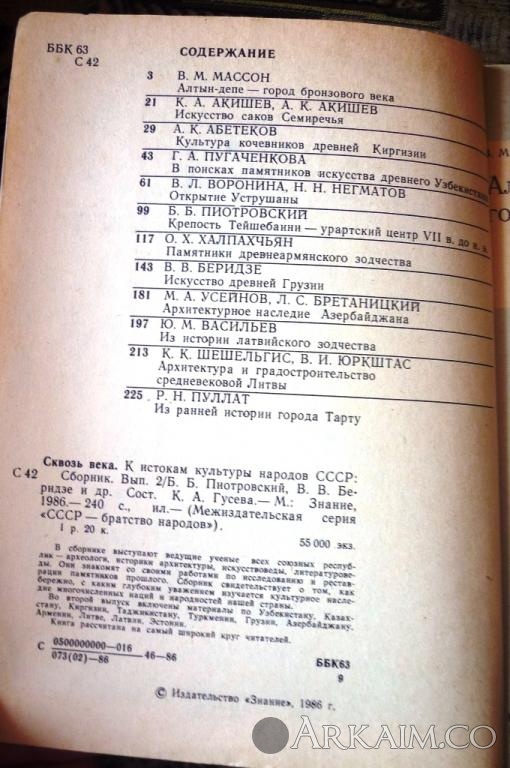 ББК 63
С 42
СОДЕРЖАНИЕ
3 В. М. МАССОН
Алтын-депе — город бронзового века
21 К. А. АКИШЕВ, А. К. АКИШЕВ
Искусство саков Семиречья
29 А. К. АБЕТЕКОВ
Культура кочевников древней Киргизии
43 Г. А. ПУГАЧЕНКОВА
В поисках памятников искусства древнего Узбекистана
61 В. Л. ВОРОНИНА, Н. Н. НЕГМАТОВ
Открытие Уструшаны
99 Б. Б. ПИОТРОВСКИЙ
Крепость Тейшебаини — урартский центр VII в. до н. э.
117 О. Х. ХАЛПАХЧЬЯН
Памятники древнеармянского зодчества
143 В. В. БЕРИДЗЕ
Искусство древней Грузии
181 М. А. УСЕЙНОВ, Л. С. БРЕТАНИЦКИЙ
Архитектурное наследие Азербайджана
197 Ю. М. ВАСИЛЬЕВ
Из истории латвийского зодчества
213 К. К. ШЕШЕЛЬГИС, В. И. ЮРКШТАС
Архитектура и градостроительство
средневековой Литвы
225 Р. Н. ПУЛЛАТ
Из ранней истории города Тарту
Сквозь века. К истокам культуры народов СССР:
С 42 Сборник. Вып. 2/Б. Б. Пиотровский, В. В. Бе-
ридзе и др. Сост. К. А. Гусева.— М.: Знание,
1986.— 240 с., ил.— (Межиздательская серия
«СССР — братство народов»).
1 р. 20 к. 55 000 экз.
В сборнике выступают ведущие ученые всех союзных респуб-
лик — археологи, историки архитектуры, искусствоведы, литературове-
ды. Они знакомят со своими работами по исследованию и рестав-
рации памятников прошлого. Сборник свидетельствует о том, как
бережно, с каким глубоким уважением изучается культурное насле-
дие многочисленных наций и народностей нашей страны.
Во второй выпуск включены материалы по Узбекистану, Казах-
стану, Киргизии, Таджикистану, Туркмении, Грузии, Азербайджану,
Армении, Литве, Латвии, Эстонии.
Книга рассчитана на самый широкий круг читателей.
С 0500000000—016
073(02)—86 46—86 ББК63
9
© Издательство «Знание», 1986 г.
ARKAIM.CO